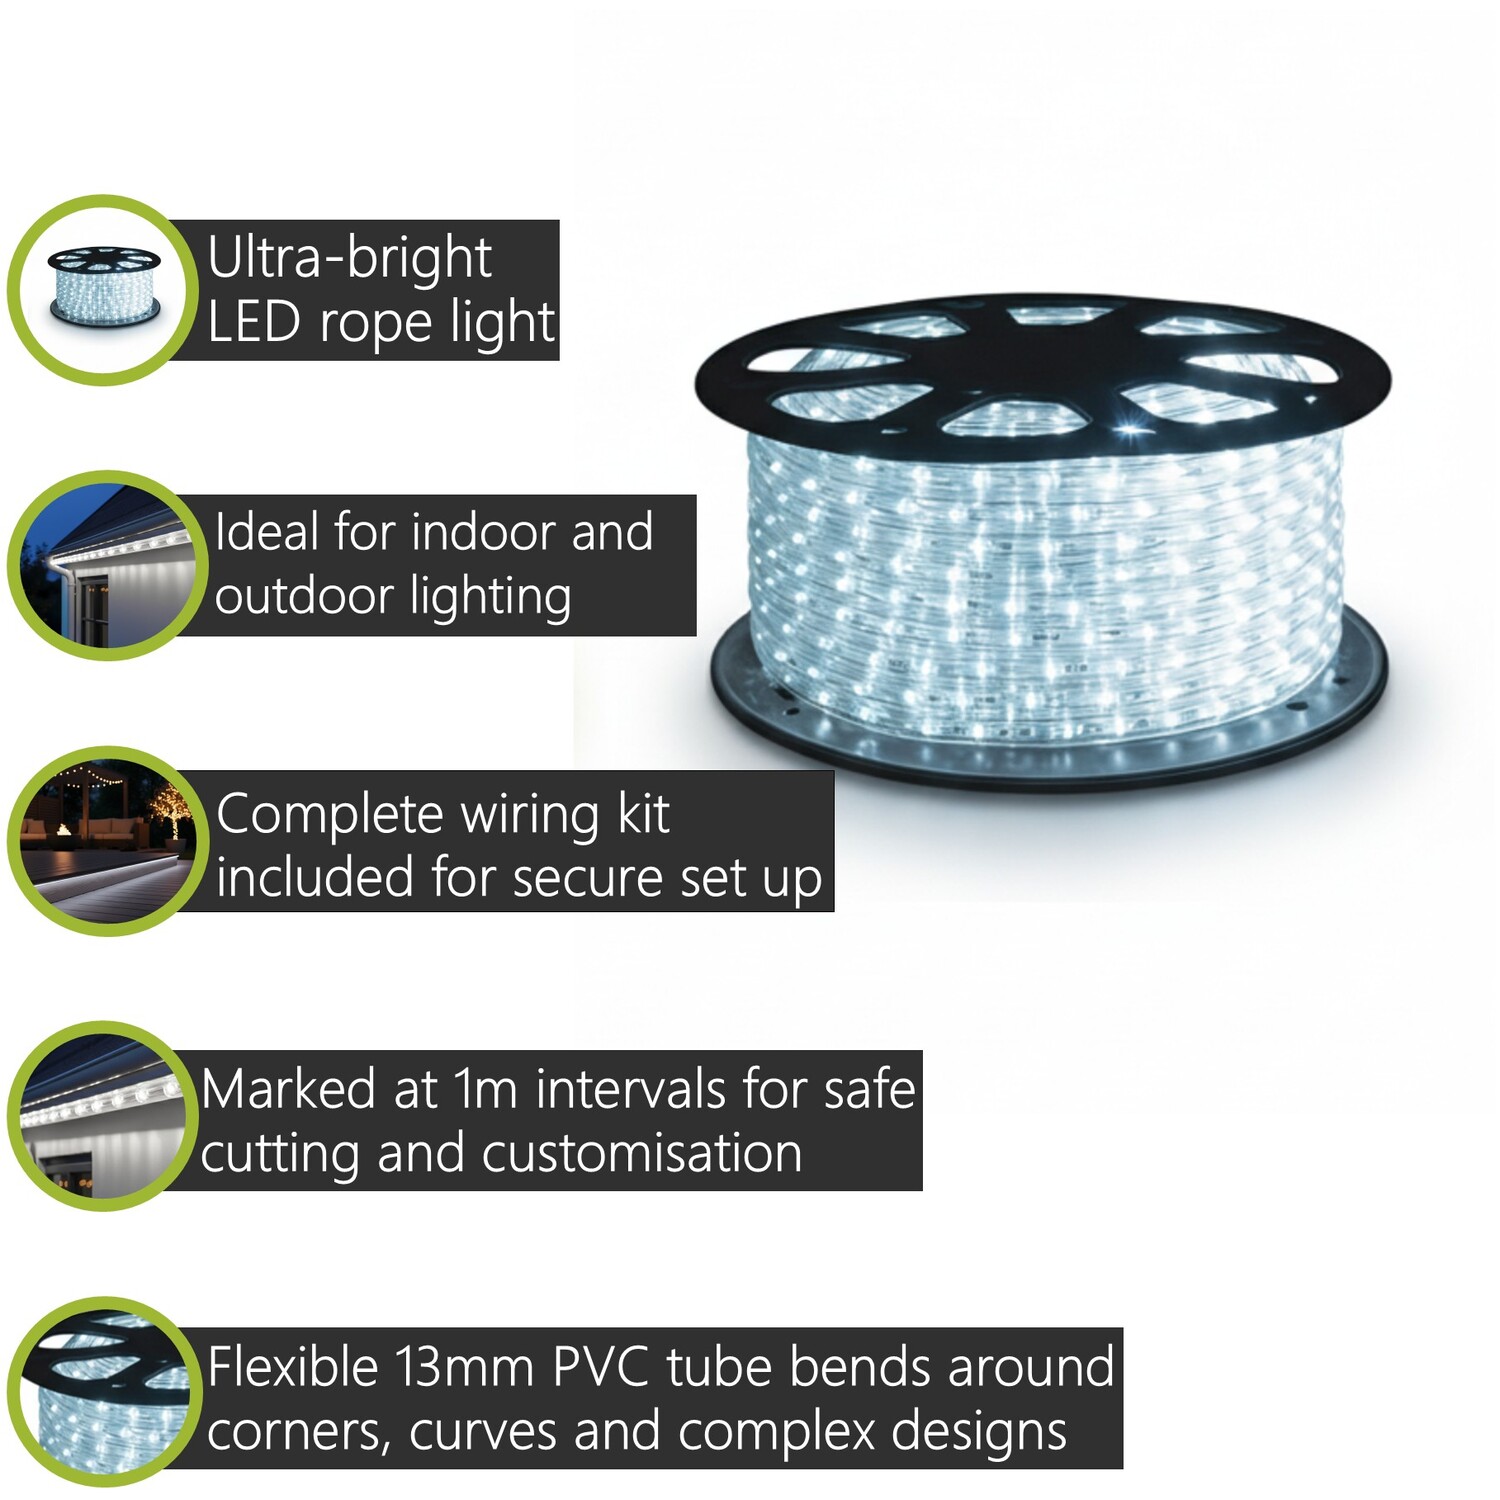 Ultra-bright
LED rope light
Ideal for indoor and
outdoor lighting
Complete wiring kit
included for secure set up
Marked at 1m intervals for safe
cutting and customisation
Flexible 13mm PVC tube bends around
corners, curves and complex designs